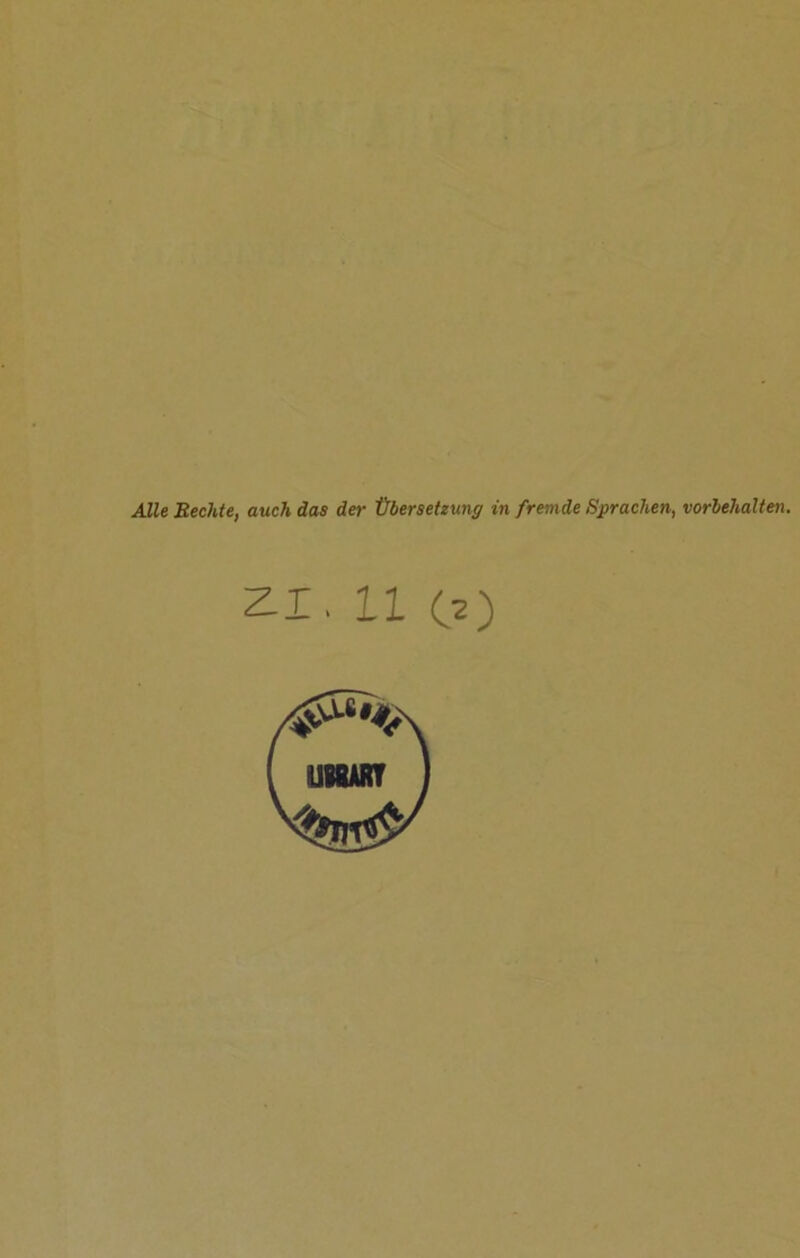 Alle Rechte, auch das der Übersetzung in fremde Sprachen, vorbehalten.
ZI. 11 (2)
LIBRARY